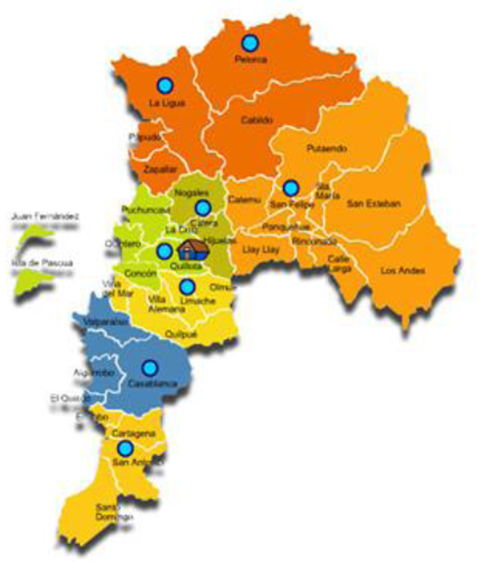 Petorca
La Ligua
Cabildo
Papudo
Putaendo
Zapallar
Nogales
Catemu
San Felipe
Sta.
María
San Esteban
Puchuncaví
Juan Fernández
La Cruz
Calera
Panquehue
Hijuelas
Rinconada
Quintero
Llay Llay
Isla de Pascua
Quillota
Calle
Larga
Los Andes
Concón
Viña
del Mar
Villa
Alemana
Limache
Olmué
Valparaíso
Quilpué
Algarrobo
Casablanca
El Quisco
El Tabo
Cartagena
San Antonio
Santo
Domingo